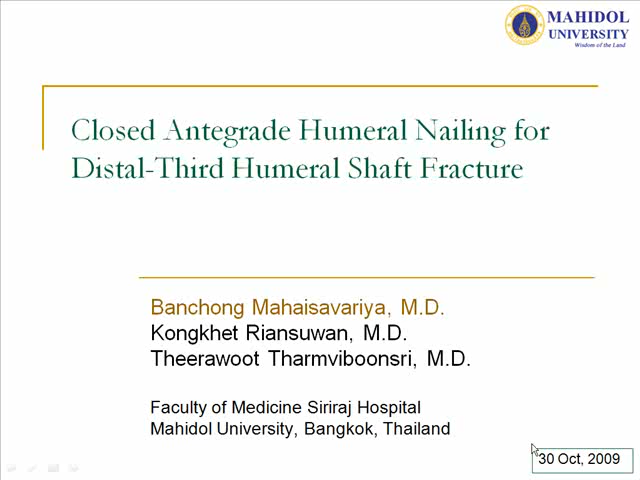 MAHIDOL
UNIVERSITY
Wisdom of the Land
Closed Antegrade Humeral Nailing for
Distal-Third Humeral Shaft Fracture
Banchong Mahaisavariya, M.D.
Kongkhet Riansuwan, M.D.
Theerawoot Tharmviboonsri, M.D.
Faculty of Medicine Siriraj Hospital
Mahidol University, Bangkok, Thailand
30 Oct, 2009